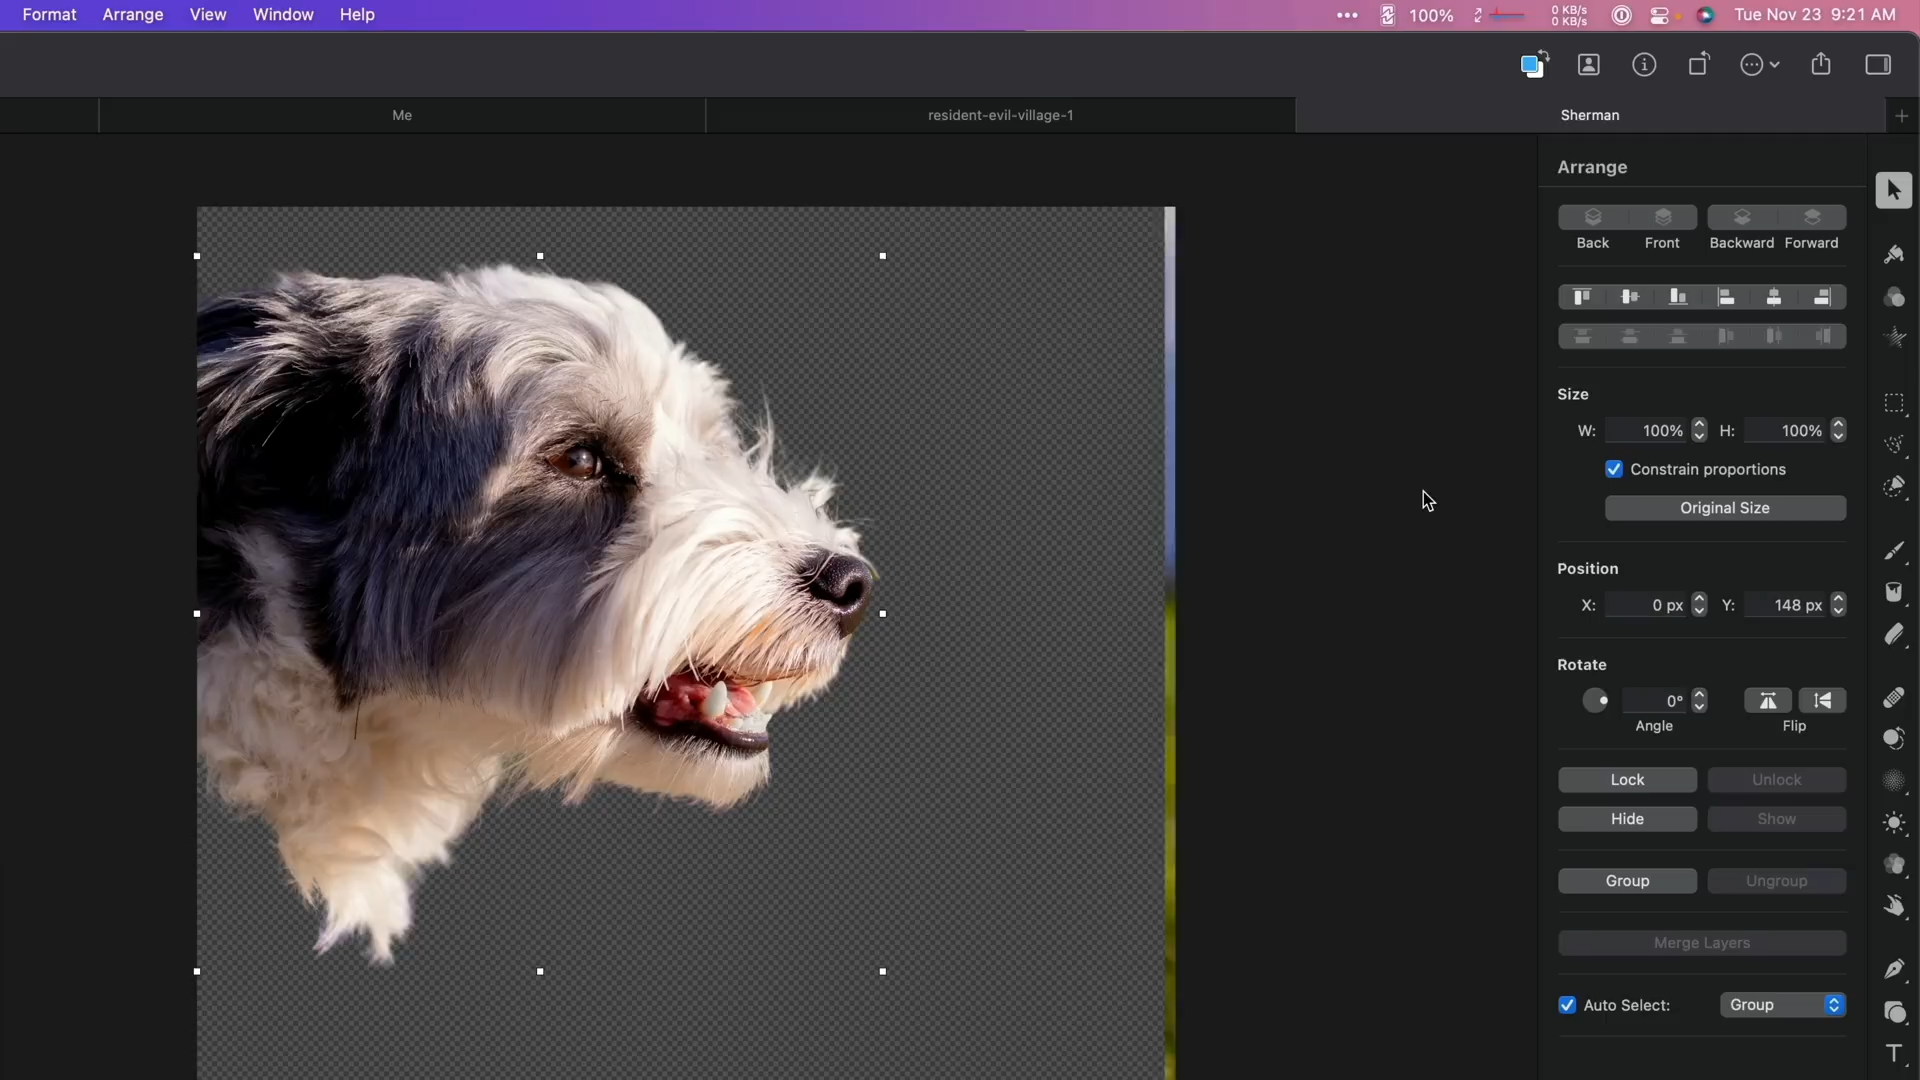 Format Arrange View Window Help
100%
0 KB/s
0 KB/s
Tue Nov 23 9:21 AM
Me
resident-evil-village-1
Sherman
Arrange
Back Front Backward Forward
Size
W: 100% H: 100%
Constrain proportions
Original Size
Position
X: 0 px Y: 148 px
Rotate
0°
Angle Flip
Lock Unlock
Hide Show
Group Ungroup
Merge Layers
Auto Select: Group